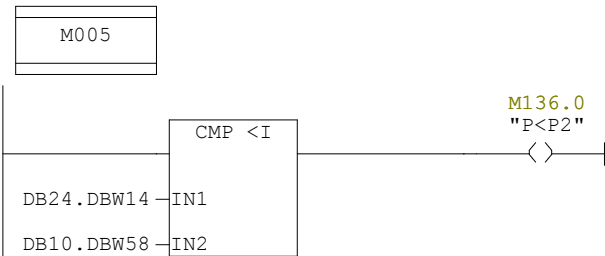 M005
M136.0
"P<P2"
CMP <I
DB24.DBW14
IN1
DB10.DBW58
IN2